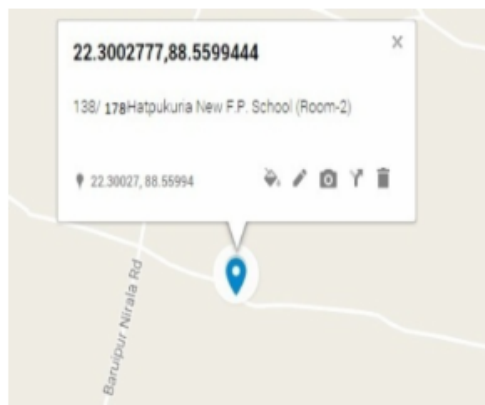 22.3002777,88.5599444
138/ 178Hatpukuria New F.P. School (Room-2)
22.30027, 88.55994
Baruipur Nirala Rd